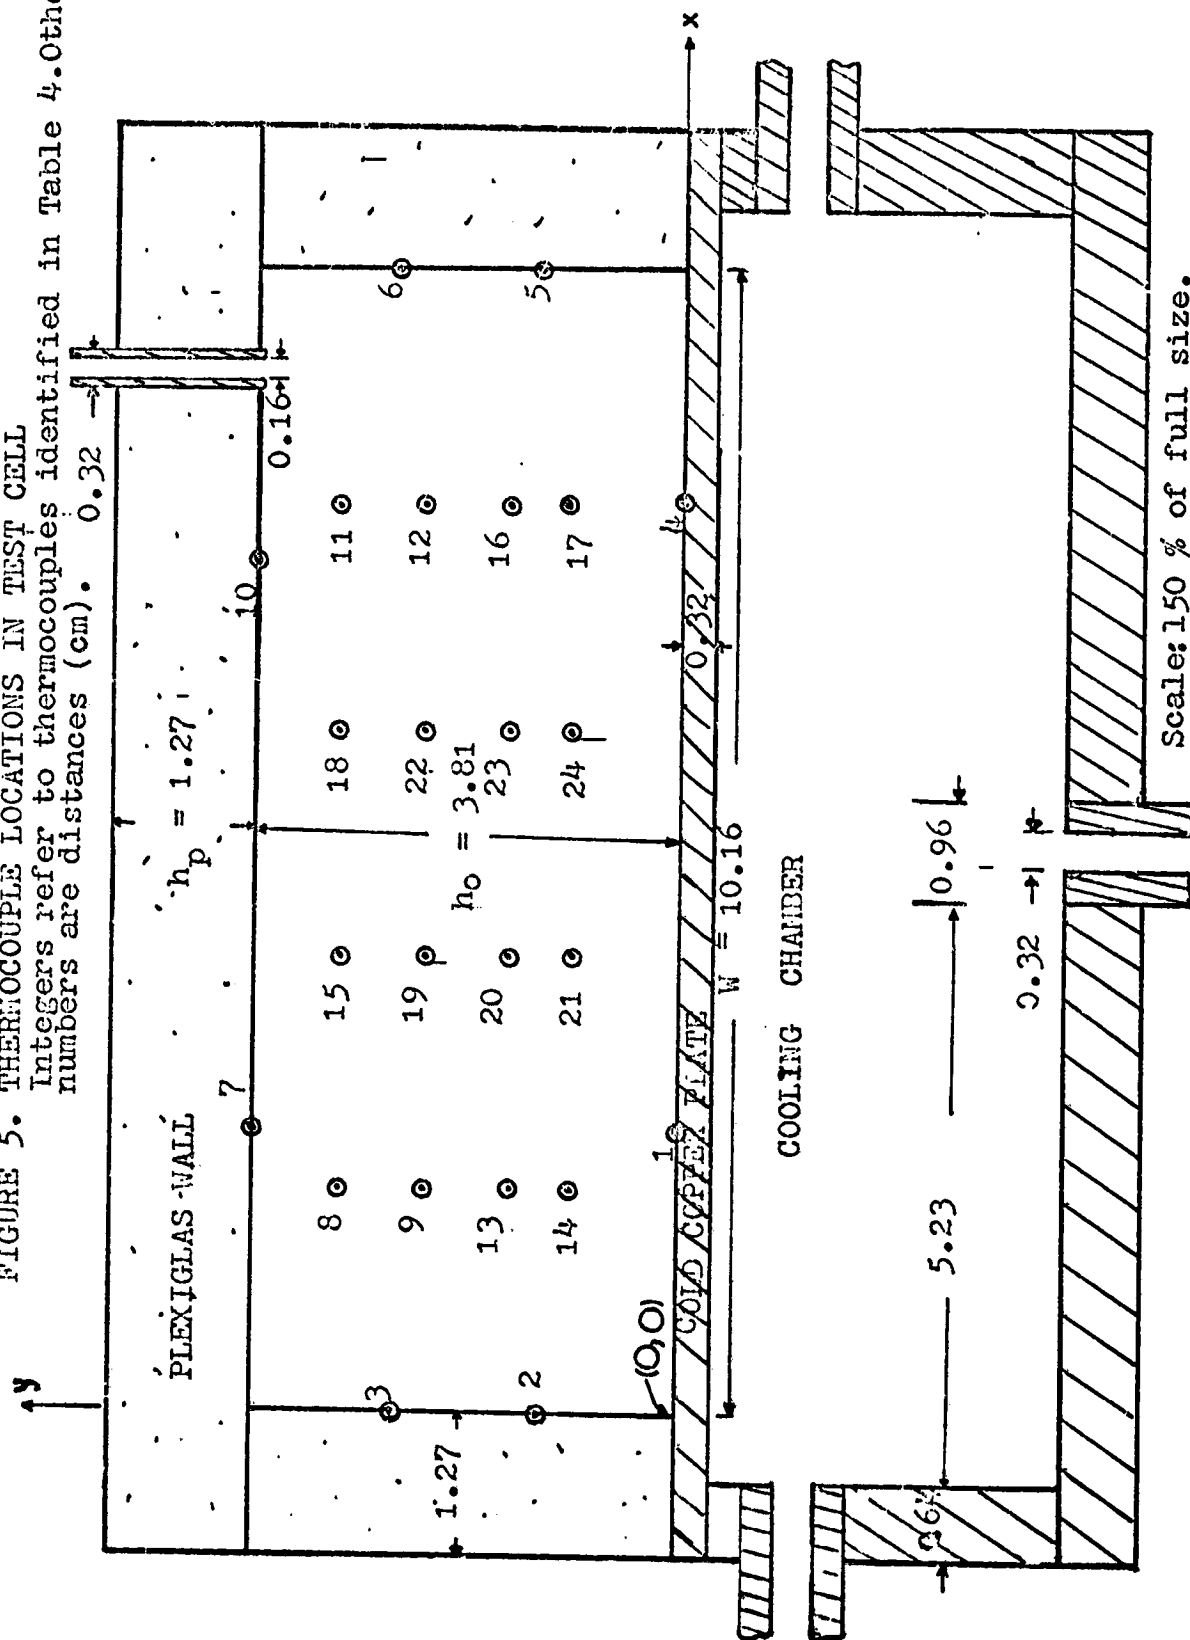 FIGURE 5. THERMOCOUPLE LOCATIONS IN TEST CELL
Integers refer to thermocouples identified in Table 4.Othe
numbers are distances (cm).
0.32
0.16
y
x
PLEXIGLAS WALL
hp = 1.27
7
10
3
2
6
5
1.27
8
9
13
14
15
19
20
21
18
22
23
24
11
12
16
17
ho = 3.81
(0,0)
1
4
0.32
COLD COPPER PLATE
W = 10.16
COOLING CHAMBER
5.23
0.96
0.32
Scale:150 % of full size.